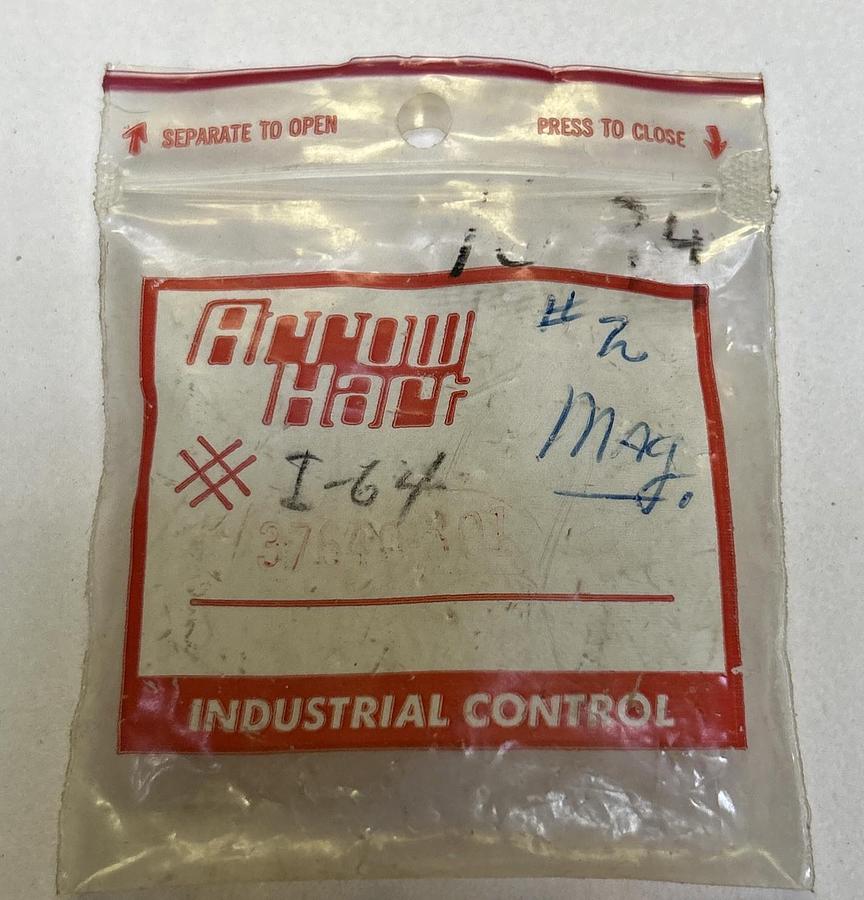 SEPARATE TO OPEN PRESS TO CLOSE
Arrow
Hart
# 2
Mag.
# I-64
INDUSTRIAL CONTROL